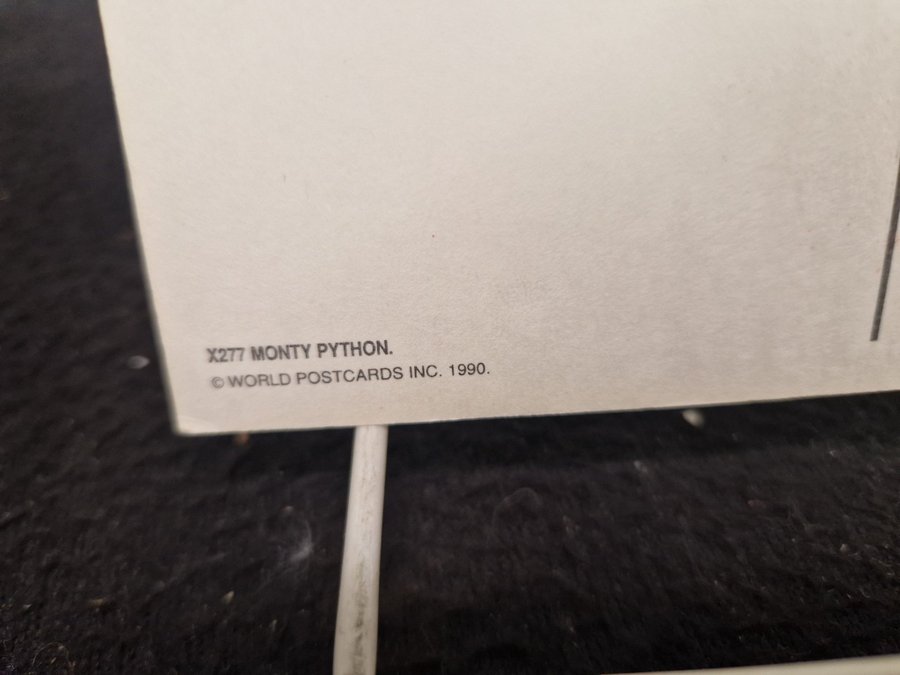 X277 MONTY PYTHON.
© WORLD POSTCARDS INC. 1990.